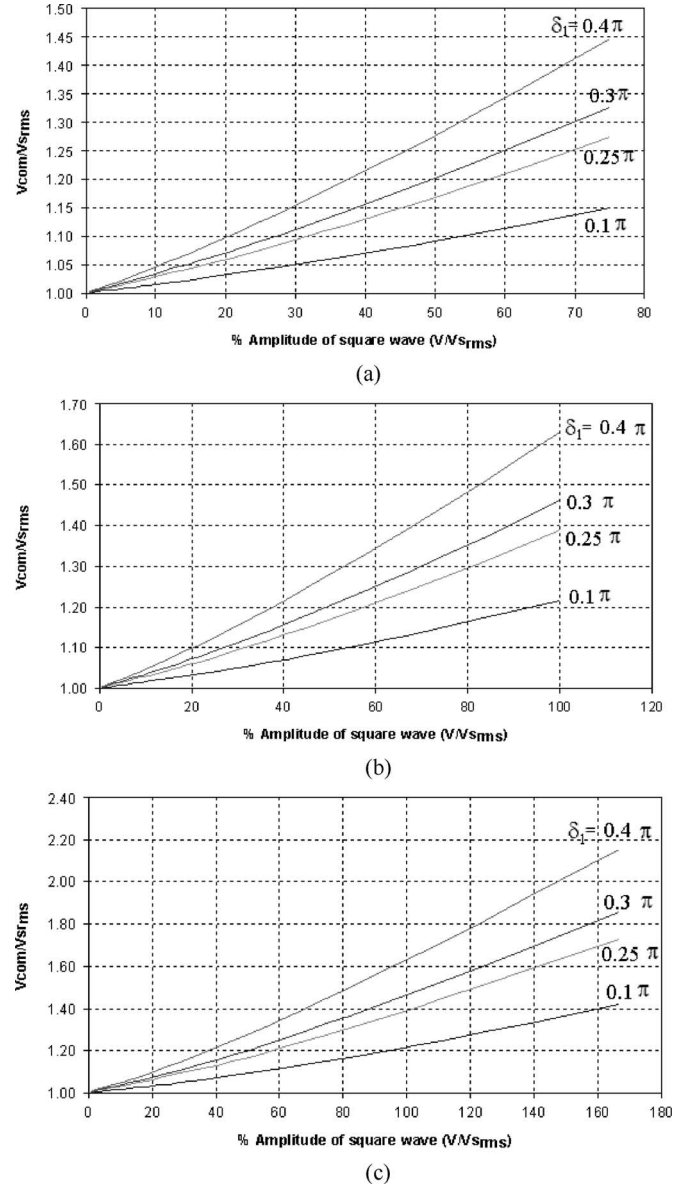 1.50
1.45
1.40
1.35
1.30
1.25
1.20
1.15
1.10
1.05
1.00
Vcom/Vsrms
δ1= 0.4π
0.3π
0.25 π
0.1π
0 10 20 30 40 50 60 70 80
% Amplitude of square wave (V/Vsrms)
(a)
1.70
1.60
1.50
1.40
1.30
1.20
1.10
1.00
Vcom/Vsrms
δ1= 0.4 π
0.3 π
0.25 π
0.1π
0 20 40 60 80 100 120
% Amplitude of square wave (V/Vsrms)
(b)
2.40
2.20
2.00
1.80
1.60
1.40
1.20
1.00
Vcom/Vsrms
δ1= 0.4 π
0.3 π
0.25 π
0.1 π
0 20 40 60 80 100 120 140 160 180
% Amplitude of square wave (V/Vsrms)
(c)